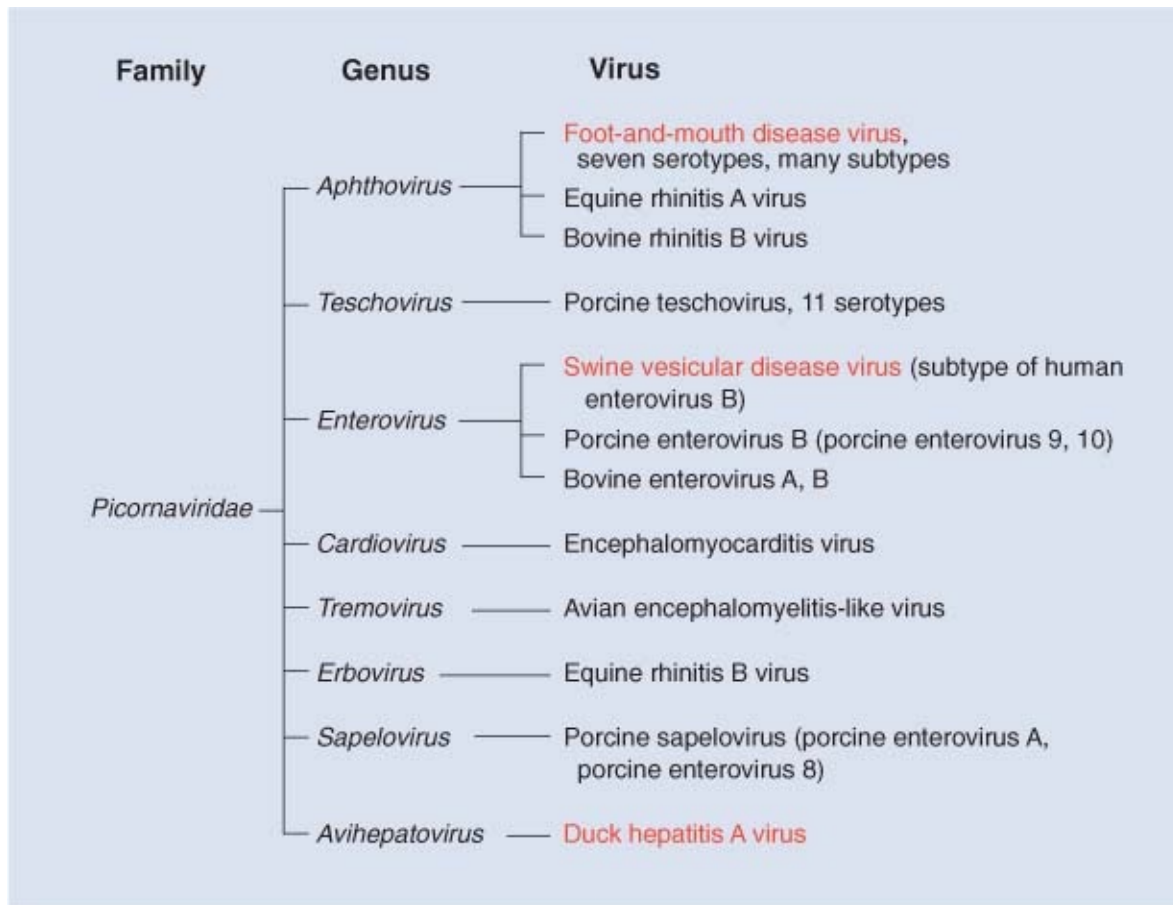 Family Genus Virus
Foot-and-mouth disease virus,
seven serotypes, many subtypes
Aphthovirus
Equine rhinitis A virus
Bovine rhinitis B virus
Teschovirus Porcine teschovirus, 11 serotypes
Swine vesicular disease virus (subtype of human
enterovirus B)
Enterovirus
Porcine enterovirus B (porcine enterovirus 9, 10)
Bovine enterovirus A, B
Picornaviridae
Cardiovirus Encephalomyocarditis virus
Tremovirus Avian encephalomyelitis-like virus
Erbovirus Equine rhinitis B virus
Sapelovirus Porcine sapelovirus (porcine enterovirus A,
porcine enterovirus 8)
Avihepatovirus Duck hepatitis A virus